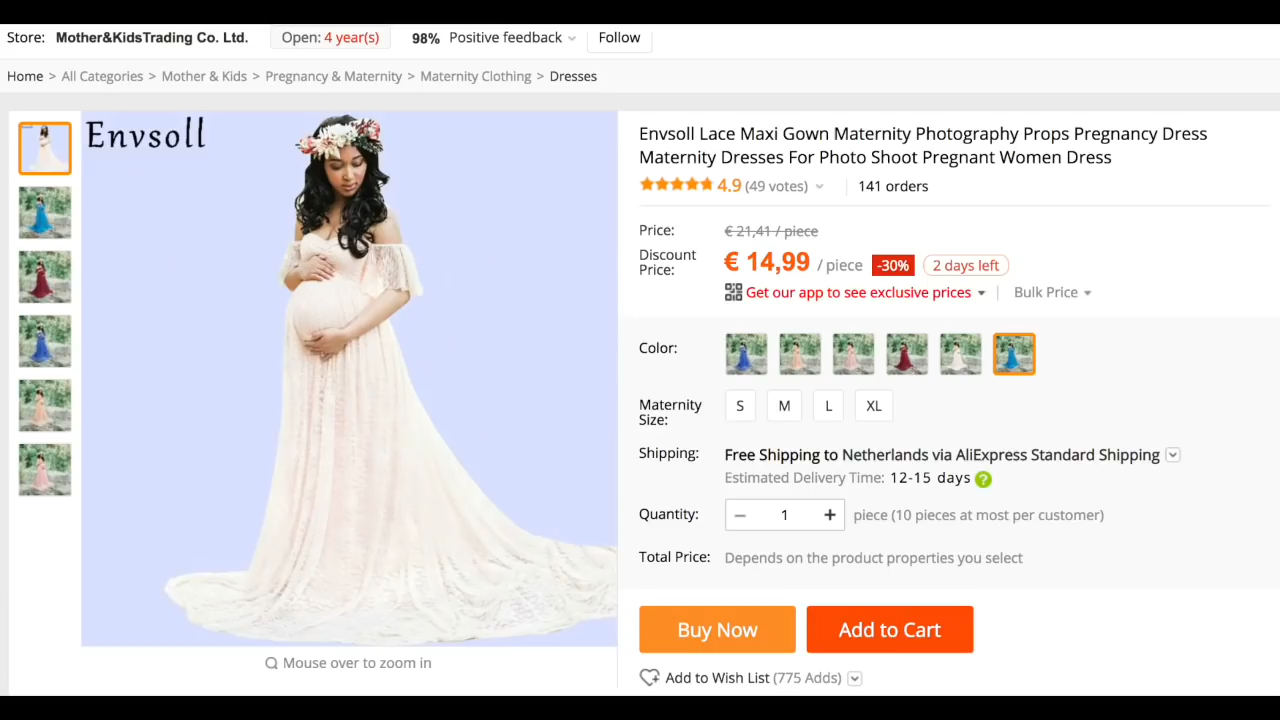 Store: Mother&KidsTrading Co. Ltd. Open: 4 year(s) 98% Positive feedback Follow
Home > All Categories > Mother & Kids > Pregnancy & Maternity > Maternity Clothing > Dresses
Envsoll
Envsoll Lace Maxi Gown Maternity Photography Props Pregnancy Dress
Maternity Dresses For Photo Shoot Pregnant Women Dress
4.9 (49 votes) 141 orders
Price: € 21,41 / piece
Discount
Price: € 14,99 / piece -30% 2 days left
Get our app to see exclusive prices Bulk Price
Color:
Maternity
Size: S M L XL
Shipping: Free Shipping to Netherlands via AliExpress Standard Shipping
Estimated Delivery Time: 12-15 days ?
Quantity: − 1 + piece (10 pieces at most per customer)
Total Price: Depends on the product properties you select
Buy Now Add to Cart
Mouse over to zoom in
Add to Wish List (775 Adds)